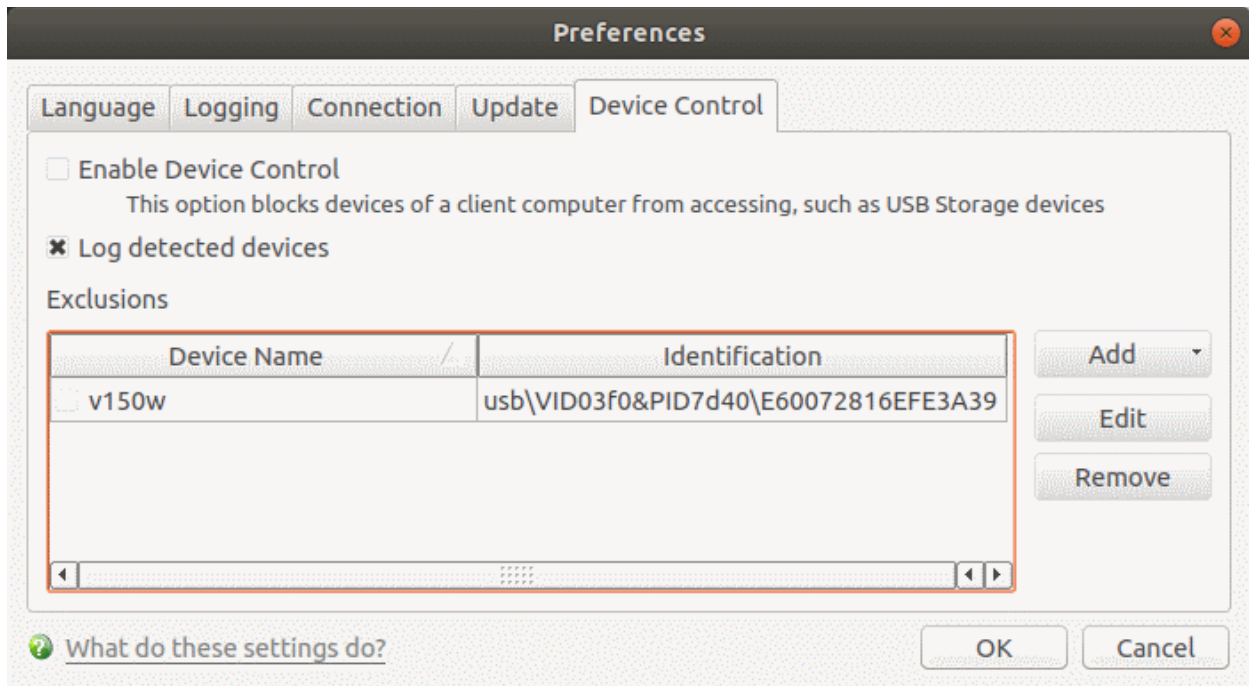 Preferences
Language Logging Connection Update Device Control
Enable Device Control
This option blocks devices of a client computer from accessing, such as USB Storage devices
Log detected devices
Exclusions
Device Name Identification Add
v150w usb\VID03f0&PID7d40\E60072816EFE3A39
Edit
Remove
What do these settings do? OK Cancel